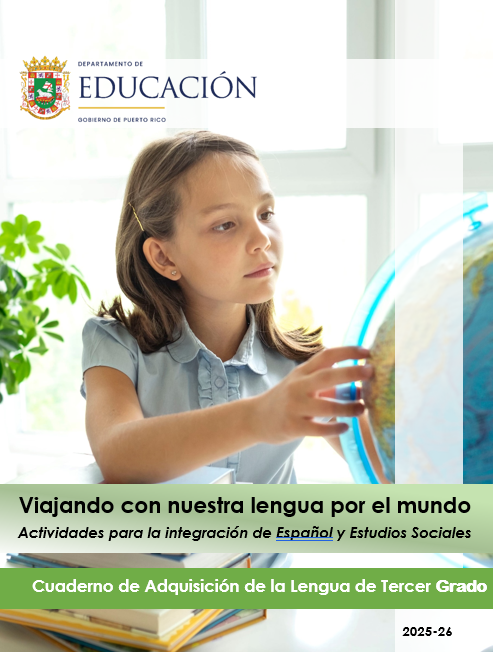 DEPARTAMENTO DE
EDUCACIÓN
GOBIERNO DE PUERTO RICO
Viajando con nuestra lengua por el mundo
Actividades para la integración de Español y Estudios Sociales
Cuaderno de Adquisición de la Lengua de Tercer Grado
2025-26